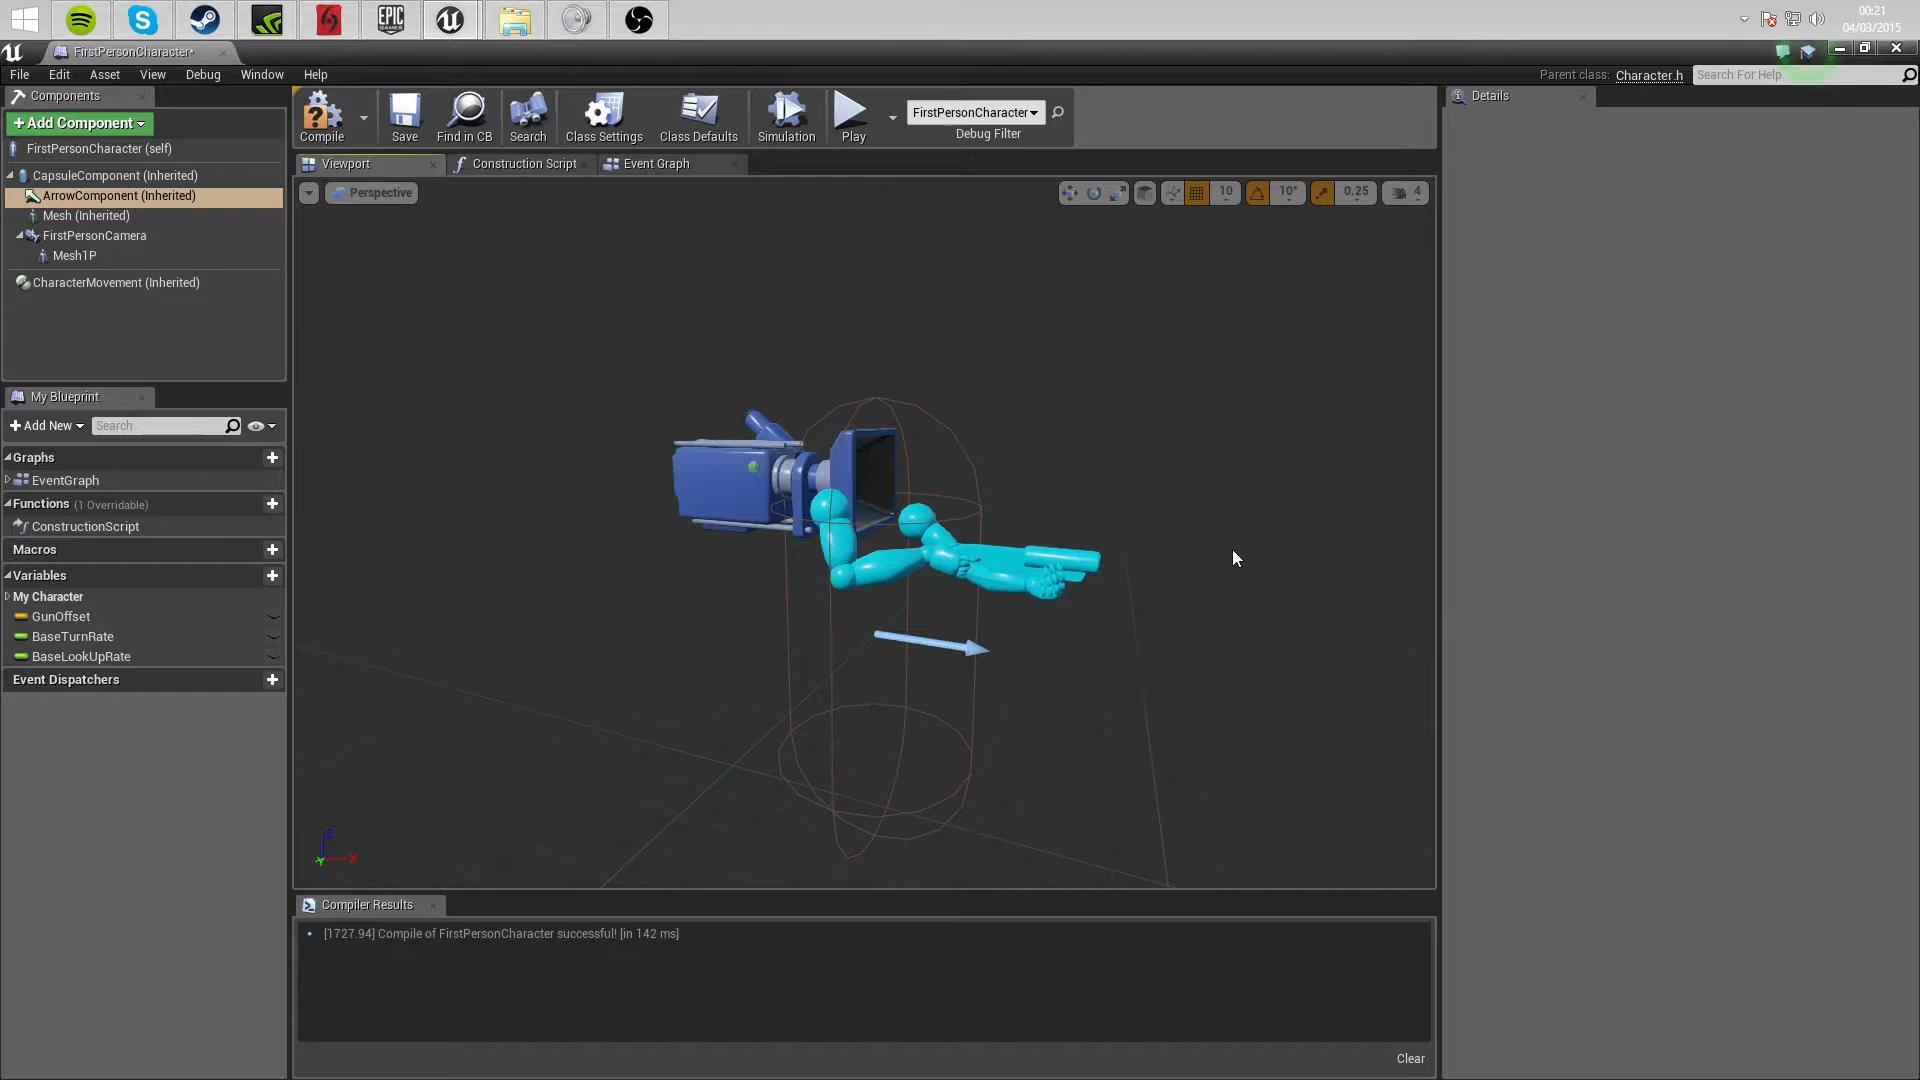 EPIC
GAMES
00:21
04/03/2015
FirstPersonCharacter*
File Edit Asset View Debug Window Help
Parent class: Character.h Search For Help
Components
+ Add Component
FirstPersonCharacter (self)
CapsuleComponent (Inherited)
ArrowComponent (Inherited)
Mesh (Inherited)
FirstPersonCamera
Mesh1P
CharacterMovement (Inherited)
Compile Save Find in CB Search Class Settings Class Defaults Simulation Play
FirstPersonCharacter
Debug Filter
Details
Viewport Construction Script Event Graph
Perspective 10 10° 0.25 4
My Blueprint
+ Add New Search
Graphs
EventGraph
Functions (1 Overridable)
ConstructionScript
Macros
Variables
My Character
GunOffset
BaseTurnRate
BaseLookUpRate
Event Dispatchers
Z
X
Y
Compiler Results
• [1727.94] Compile of FirstPersonCharacter successful! [in 142 ms]
Clear